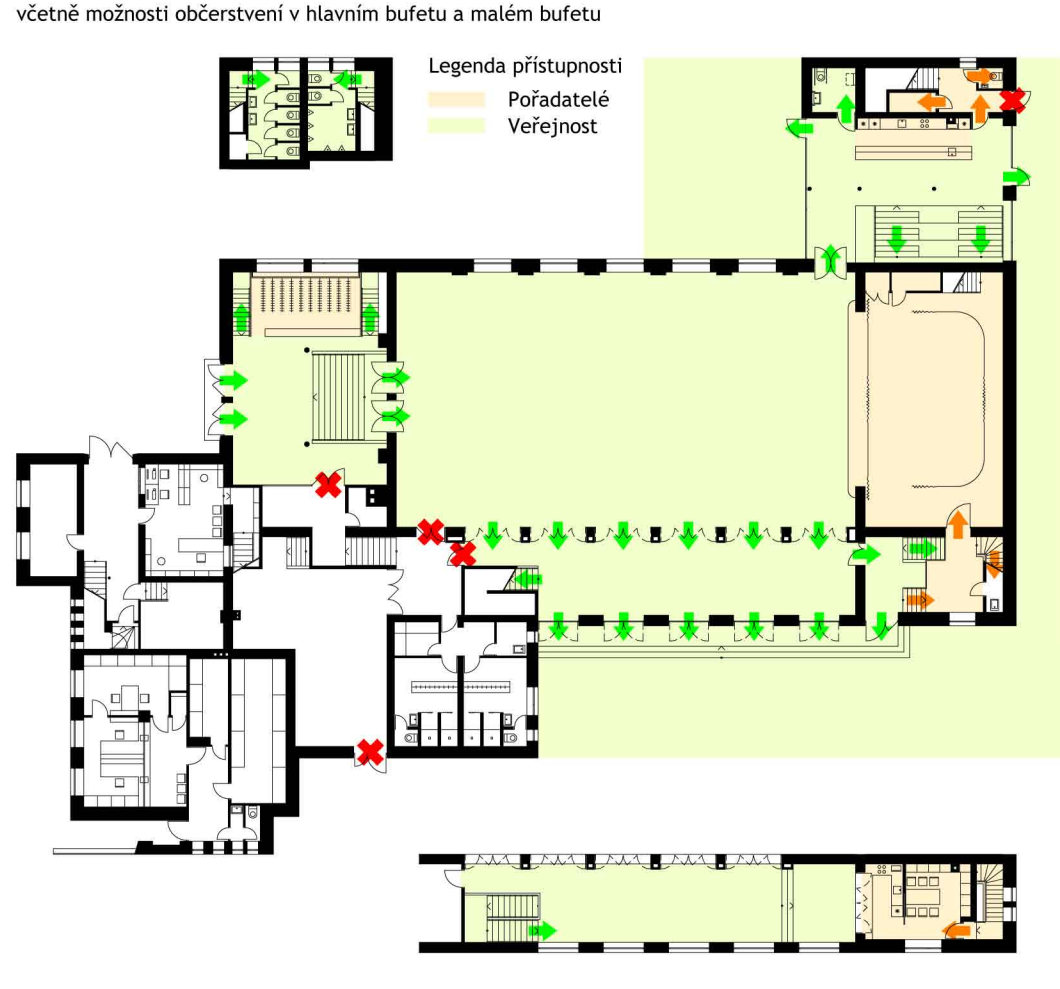 včetně možnosti občerstvení v hlavním bufetu a malém bufetu
Legenda přístupnosti
Pořadatelé
Veřejnost